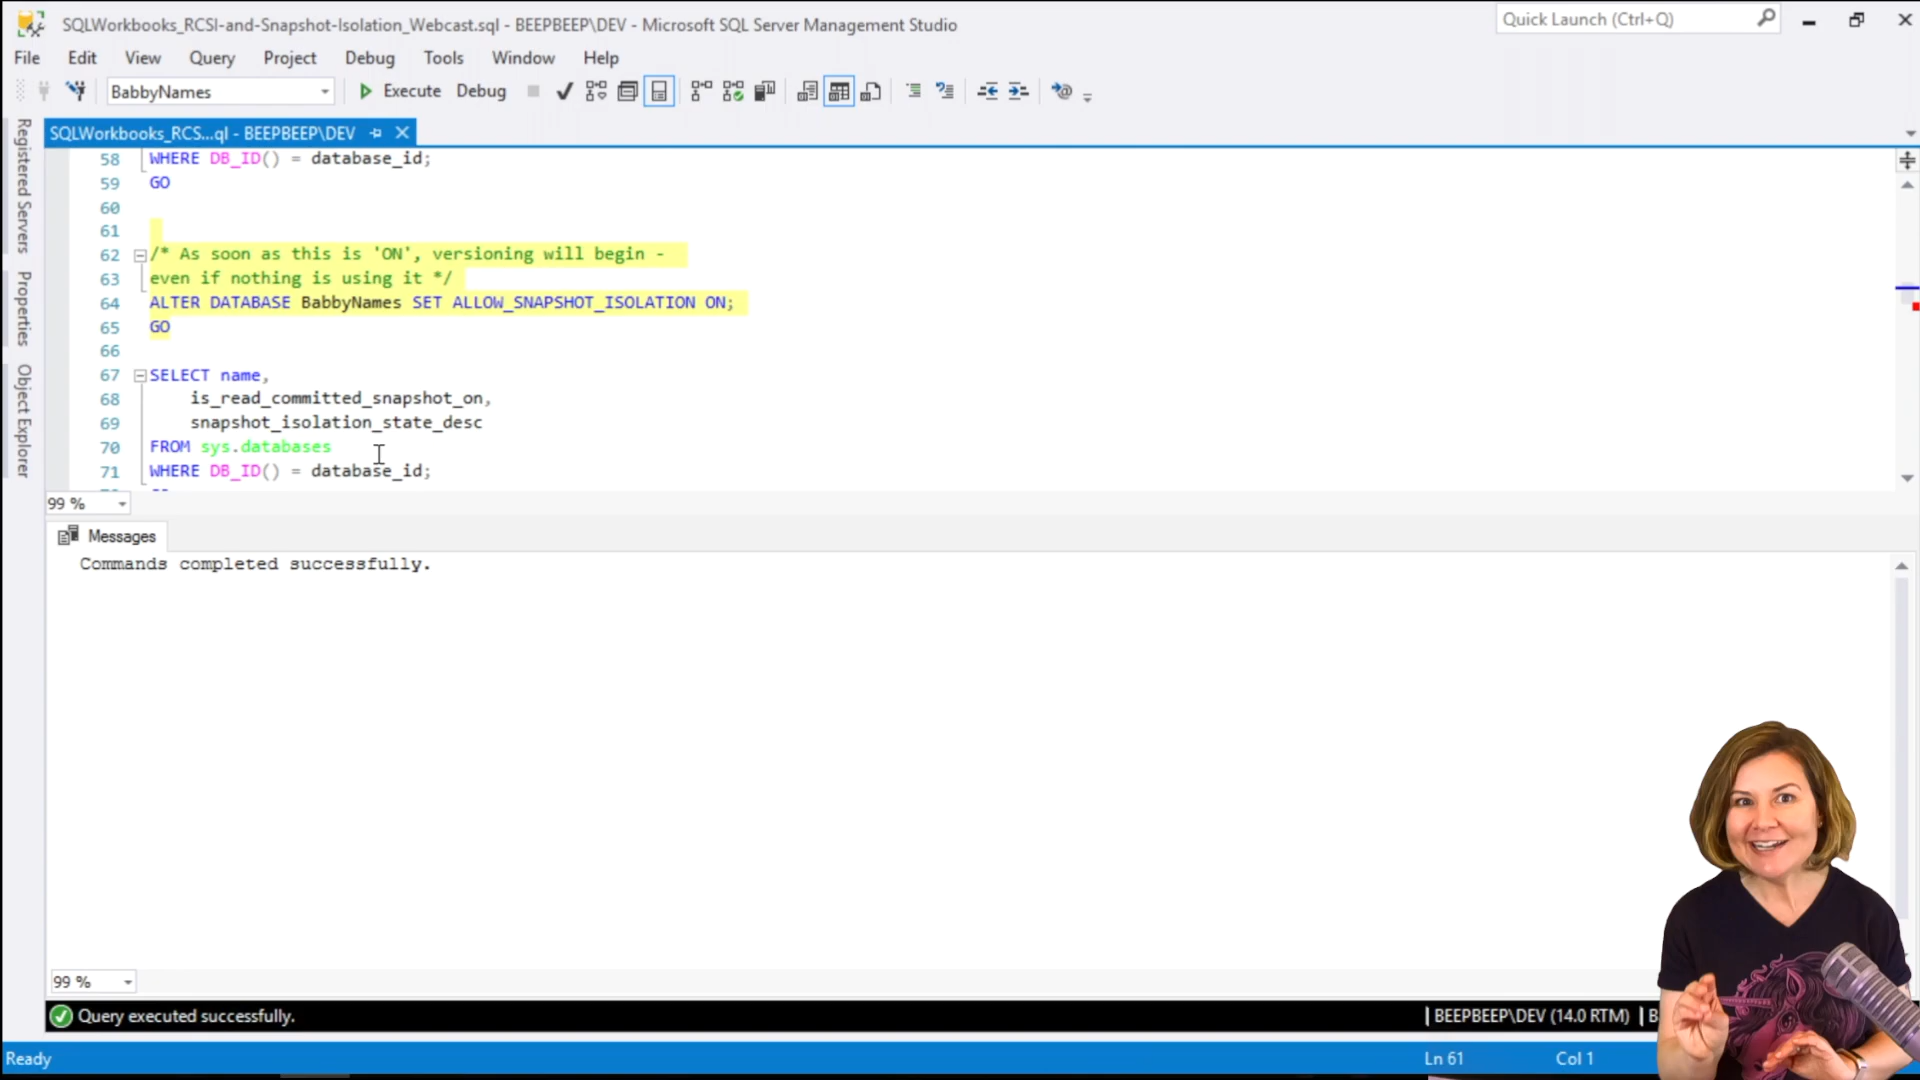 SQLWorkbooks_RCSI-and-Snapshot-Isolation_Webcast.sql - BEEPBEEP\DEV - Microsoft SQL Server Management Studio
Quick Launch (Ctrl+Q)
File Edit View Query Project Debug Tools Window Help
BabbyNames Execute Debug
SQLWorkbooks_RCS...ql - BEEPBEEP\DEV
Registered Servers
Properties
Object Explorer
58 WHERE DB_ID() = database_id;
59 GO
60
61
62 /* As soon as this is 'ON', versioning will begin -
63 even if nothing is using it */
64 ALTER DATABASE BabbyNames SET ALLOW_SNAPSHOT_ISOLATION ON;
65 GO
66
67 SELECT name,
68 is_read_committed_snapshot_on,
69 snapshot_isolation_state_desc
70 FROM sys.databases
71 WHERE DB_ID() = database_id;
99 %
Messages
Commands completed successfully.
99 %
Query executed successfully.
BEEPBEEP\DEV (14.0 RTM)
Ready
Ln 61 Col 1